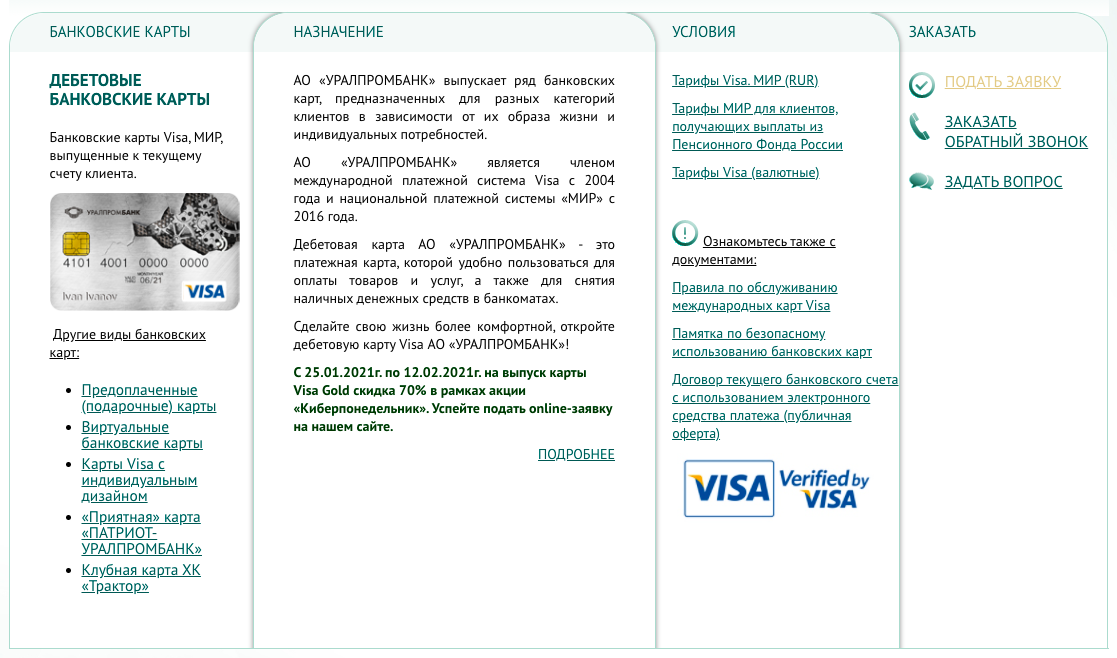 БАНКОВСКИЕ КАРТЫ
ДЕБЕТОВЫЕ
БАНКОВСКИЕ КАРТЫ
Банковские карты Visa, МИР,
выпущенные к текущему
счету клиента.
УРАЛПРОМБАНК
4101 4001 0000 0000
06/21
Ivan Ivanov
VISA
Другие виды банковских
карт:
Предоплаченные
(подарочные) карты
Виртуальные
банковские карты
Карты Visa с
индивидуальным
дизайном
«Приятная» карта
«ПАТРИОТ-
УРАЛПРОМБАНК»
Клубная карта ХК
«Трактор»
НАЗНАЧЕНИЕ
АО «УРАЛПРОМБАНК» выпускает ряд банковских
карт, предназначенных для разных категорий
клиентов в зависимости от их образа жизни и
индивидуальных потребностей.
АО «УРАЛПРОМБАНК» является членом
международной платежной система Visa с 2004
года и национальной платежной системы «МИР» с
2016 года.
Дебетовая карта АО «УРАЛПРОМБАНК» - это
платежная карта, которой удобно пользоваться для
оплаты товаров и услуг, а также для снятия
наличных денежных средств в банкоматах.
Сделайте свою жизнь более комфортной, откройте
дебетовую карту Visa АО «УРАЛПРОМБАНК»!
С 25.01.2021г. по 12.02.2021г. на выпуск карты
Visa Gold скидка 70% в рамках акции
«Киберпонедельник». Успейте подать online-заявку
на нашем сайте.
ПОДРОБНЕЕ
УСЛОВИЯ
Тарифы Visa. МИР (RUR)
Тарифы МИР для клиентов,
получающих выплаты из
Пенсионного Фонда России
Тарифы Visa (валютные)
Ознакомьтесь также с
документами:
Правила по обслуживанию
международных карт Visa
Памятка по безопасному
использованию банковских карт
Договор текущего банковского счета
с использованием электронного
средства платежа (публичная
оферта)
VISA Verified by
VISA
ЗАКАЗАТЬ
ПОДАТЬ ЗАЯВКУ
ЗАКАЗАТЬ
ОБРАТНЫЙ ЗВОНОК
ЗАДАТЬ ВОПРОС